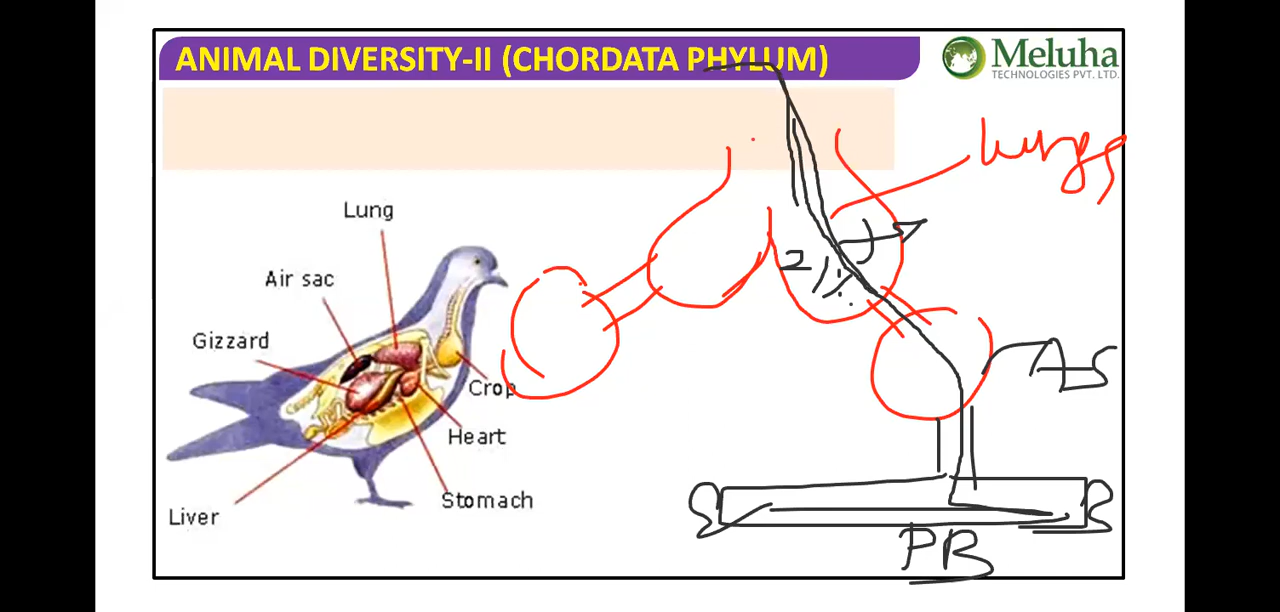 ANIMAL DIVERSITY-II (CHORDATA PHYLUM)
Meluha
TECHNOLOGIES PVT. LTD.
lungs
Lung
Air sac
Gizzard
AS
Crop
Heart
Stomach
Liver
PB